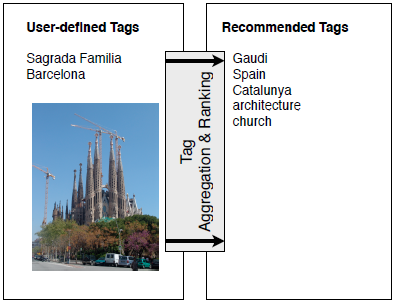 User-defined Tags
Sagrada Familia
Barcelona
Tag
Aggregation & Ranking
Recommended Tags
Gaudi
Spain
Catalunya
architecture
church